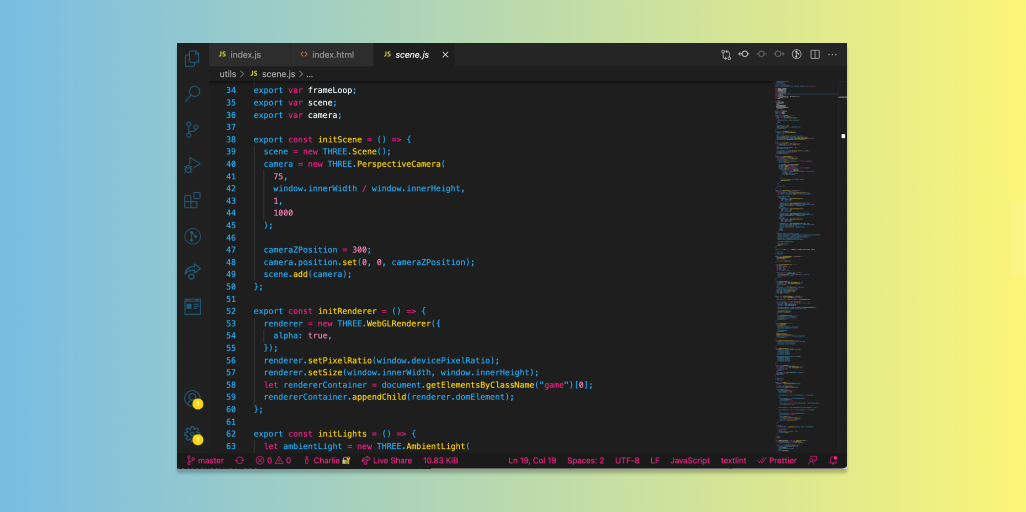 JS index.js <> index.html JS scene.js ×
utils > JS scene.js > ...
34 export var frameLoop;
35 export var scene;
36 export var camera;
37
38 export const initScene = () => {
39 scene = new THREE.Scene();
40 camera = new THREE.PerspectiveCamera(
41 75,
42 window.innerWidth / window.innerHeight,
43 1,
44 1000
45 );
46
47 cameraZPosition = 300;
48 camera.position.set(0, 0, cameraZPosition);
49 scene.add(camera);
50 };
51
52 export const initRenderer = () => {
53 renderer = new THREE.WebGLRenderer({
54 alpha: true,
55 });
56 renderer.setPixelRatio(window.devicePixelRatio);
57 renderer.setSize(window.innerWidth, window.innerHeight);
58 let rendererContainer = document.getElementsByClassName("game")[0];
59 rendererContainer.appendChild(renderer.domElement);
60 };
61
62 export const initLights = () => {
63 let ambientLight = new THREE.AmbientLight(
1
1
master 0 0 Charlie Live Share 10.83 KiB Ln 19, Col 19 Spaces: 2 UTF-8 LF JavaScript textlint Prettier